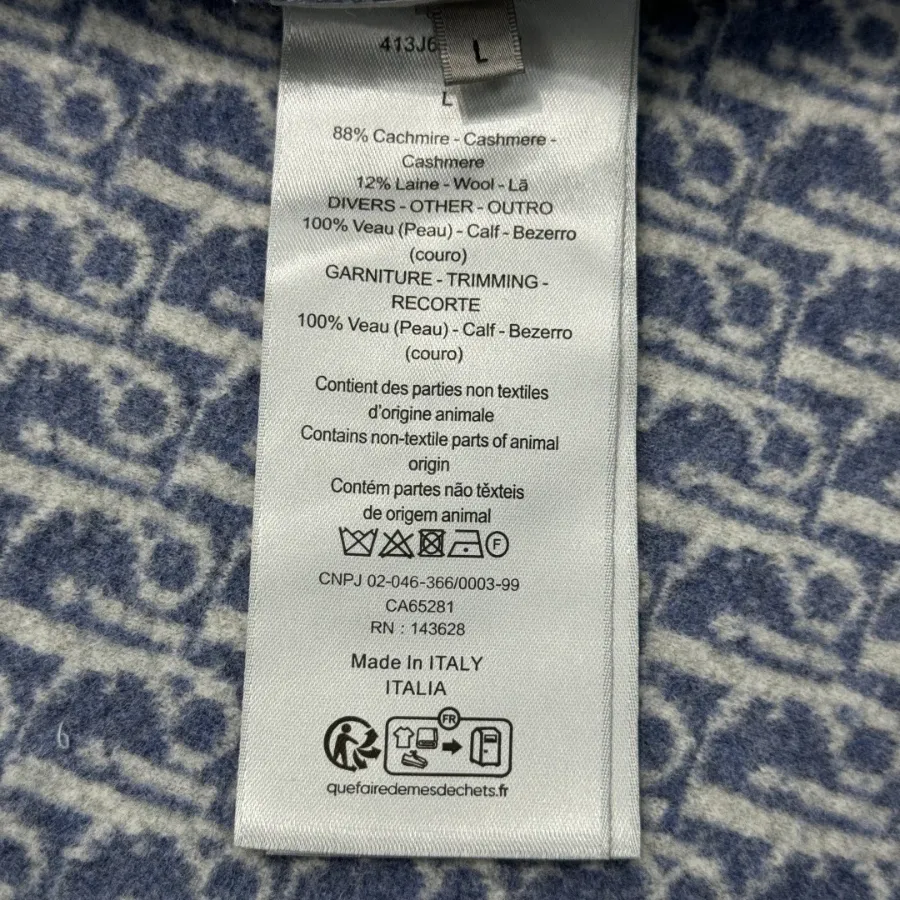 413J6
L
L
88% Cachmire - Cashmere -
Cashmere
12% Laine - Wool - Lã
DIVERS - OTHER - OUTRO
100% Veau (Peau) - Calf - Bezerro
(couro)
GARNITURE - TRIMMING -
RECORTE
100% Veau (Peau) - Calf - Bezerro
(couro)
Contient des parties non textiles
d'origine animale
Contains non-textile parts of animal
origin
Contém partes não těxteis
de origem animal
F
CNPJ 02-046-366/0003-99
CA65281
RN : 143628
Made In ITALY
ITALIA
FR
quefairedemesdechets.fr